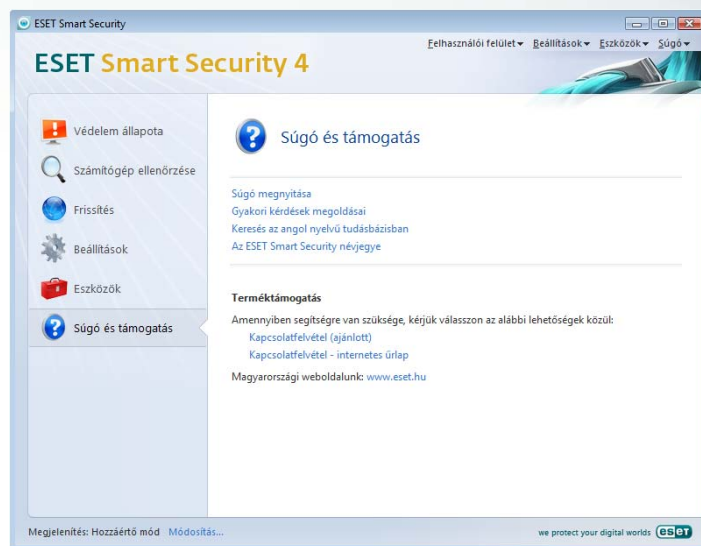 ESET Smart Security
Felhasználói felület Beállítások Eszközök Súgó
ESET Smart Security 4
Védelem állapota
Számítógép ellenőrzése
Frissítés
Beállítások
Eszközök
Súgó és támogatás
Súgó és támogatás
Súgó megnyitása
Gyakori kérdések megoldásai
Keresés az angol nyelvű tudásbázisban
Az ESET Smart Security névjegye
Terméktámogatás
Amennyiben segítségre van szüksége, kérjük válasszon az alábbi lehetőségek közül:
Kapcsolatfelvétel (ajánlott)
Kapcsolatfelvétel - internetes űrlap
Magyarországi weboldalunk: www.eset.hu
Megjelenítés: Hozzáértő mód Módosítás...
we protect your digital worlds eset